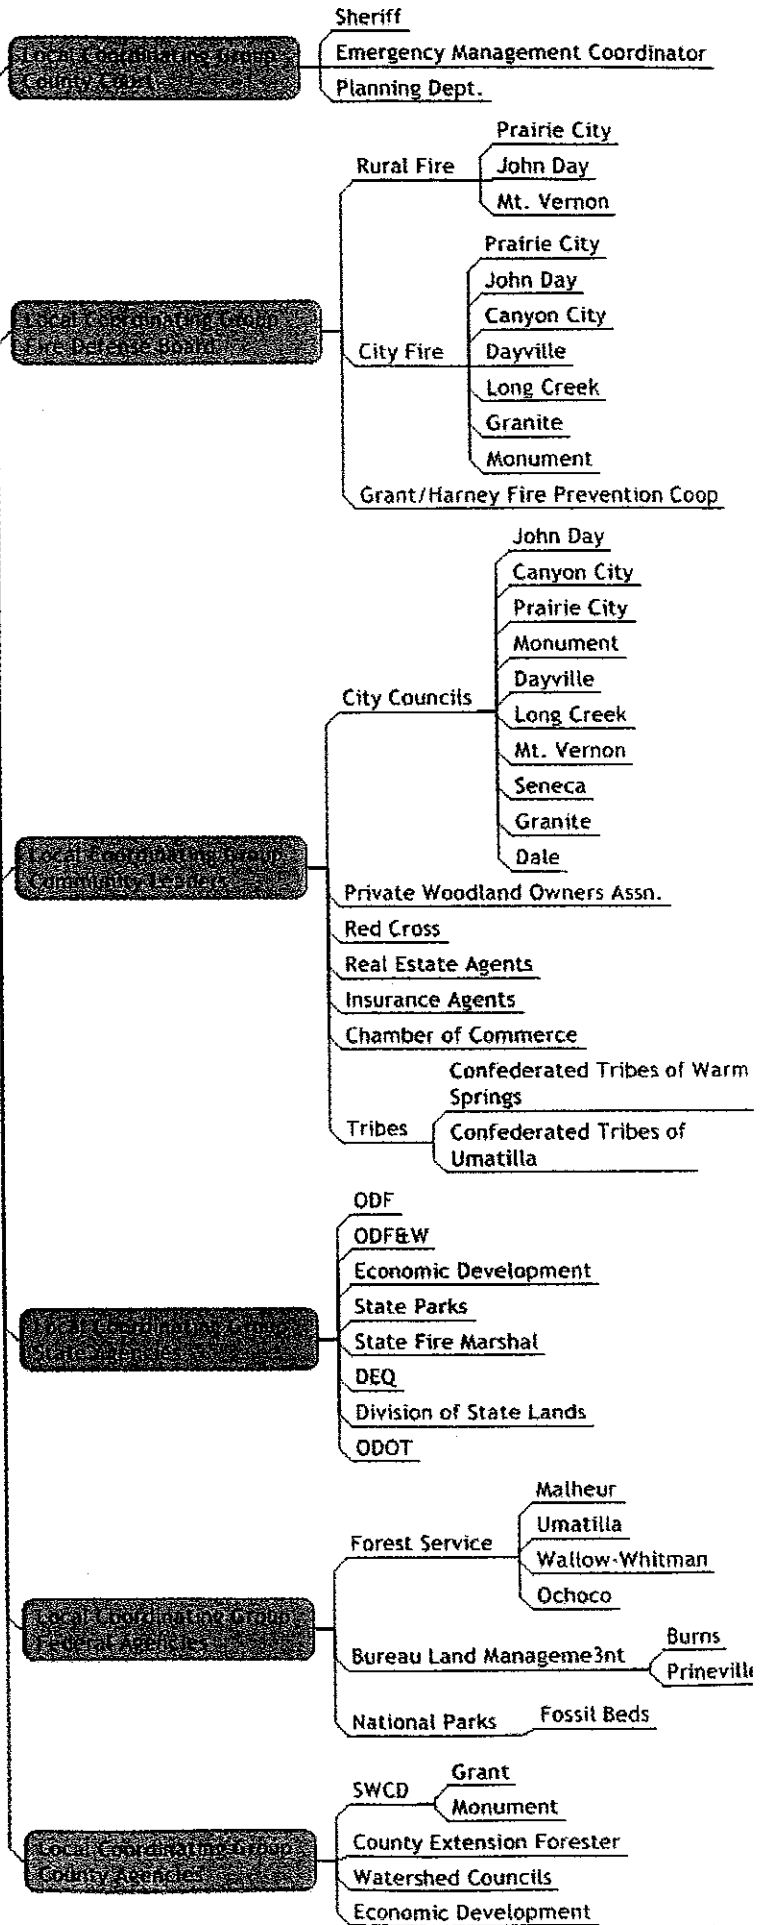 Sheriff
Local Coordinating Group
County Court
Emergency Management Coordinator
Planning Dept.
Prairie City
Rural Fire
John Day
Mt. Vernon
Prairie City
John Day
Local Coordinating Group
Fire Defense Board
Canyon City
City Fire
Dayville
Long Creek
Granite
Monument
Grant/Harney Fire Prevention Coop
John Day
Canyon City
Prairie City
Monument
Dayville
City Councils
Long Creek
Mt. Vernon
Seneca
Granite
Dale
Local Coordinating Group
Community Leaders
Private Woodland Owners Assn.
Red Cross
Real Estate Agents
Insurance Agents
Chamber of Commerce
Confederated Tribes of Warm
Springs
Tribes
Confederated Tribes of
Umatilla
ODF
ODF&W
Economic Development
State Parks
Local Coordinating Group
State Agencies
State Fire Marshal
DEQ
Division of State Lands
ODOT
Malheur
Umatilla
Forest Service
Wallow-Whitman
Ochoco
Local Coordinating Group
Federal Agencies
Burns
Bureau Land Manageme3nt
Prineville
National Parks
Fossil Beds
Grant
SWCD
Monument
Local Coordinating Group
County Agencies
County Extension Forester
Watershed Councils
Economic Development